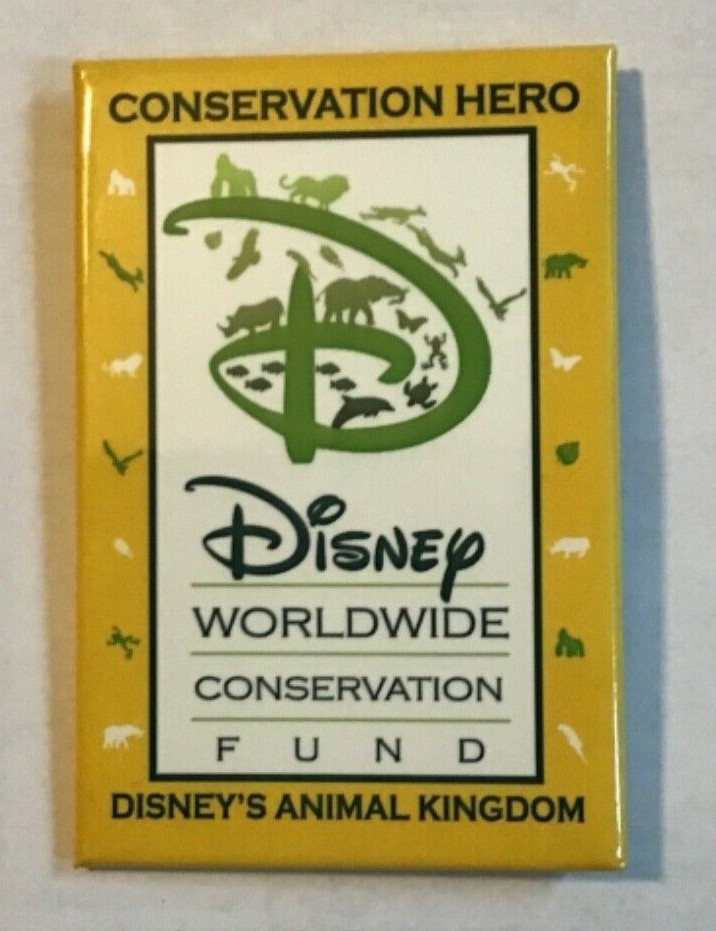 CONSERVATION HERO
Disney
WORLDWIDE
CONSERVATION
FUND
DISNEY'S ANIMAL KINGDOM